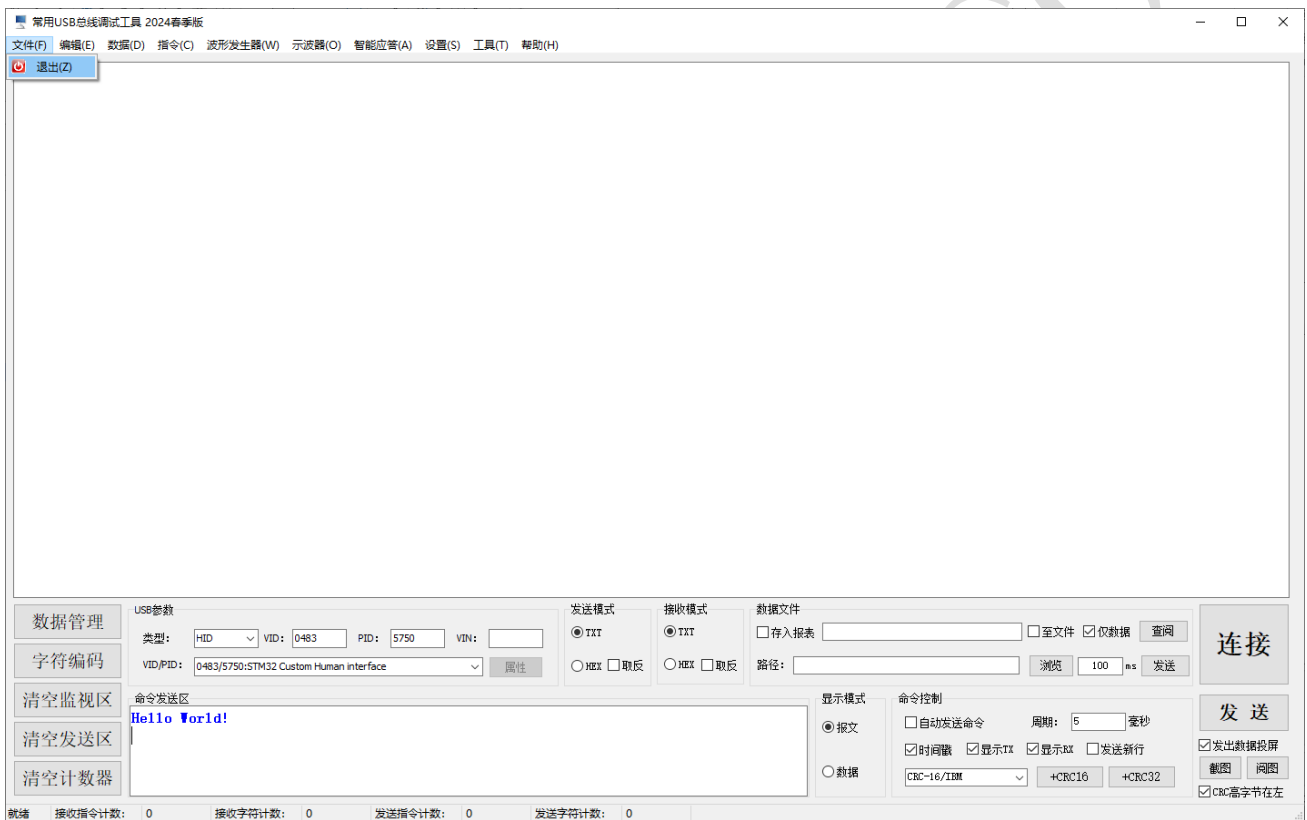 常用USB总线调试工具 2024春季版
文件(F) 编辑(E) 数据(D) 指令(C) 波形发生器(W) 示波器(O) 智能应答(A) 设置(S) 工具(T) 帮助(H)
退出(Z)
数据管理
字符编码
清空监视区
清空发送区
清空计数器
USB参数
类型: HID VID: 0483 PID: 5750 VIN:
VID/PID: 0483/5750:STM32 Custom Human interface 属性
发送模式
TXT
HEX 取反
接收模式
TXT
HEX 取反
数据文件
存入报表 至文件 仅数据 查阅
路径: 浏览 100 ms 发送
连接
命令发送区
Hello World!
显示模式
报文
数据
命令控制
自动发送命令 周期: 5 毫秒
时间戳 显示TX 显示RX 发送新行
CRC-16/IBM +CRC16 +CRC32
发 送
发出数据投屏
截图 阅图
CRC高字节在左
就绪 接收指令计数: 0 接收字符计数: 0 发送指令计数: 0 发送字符计数: 0